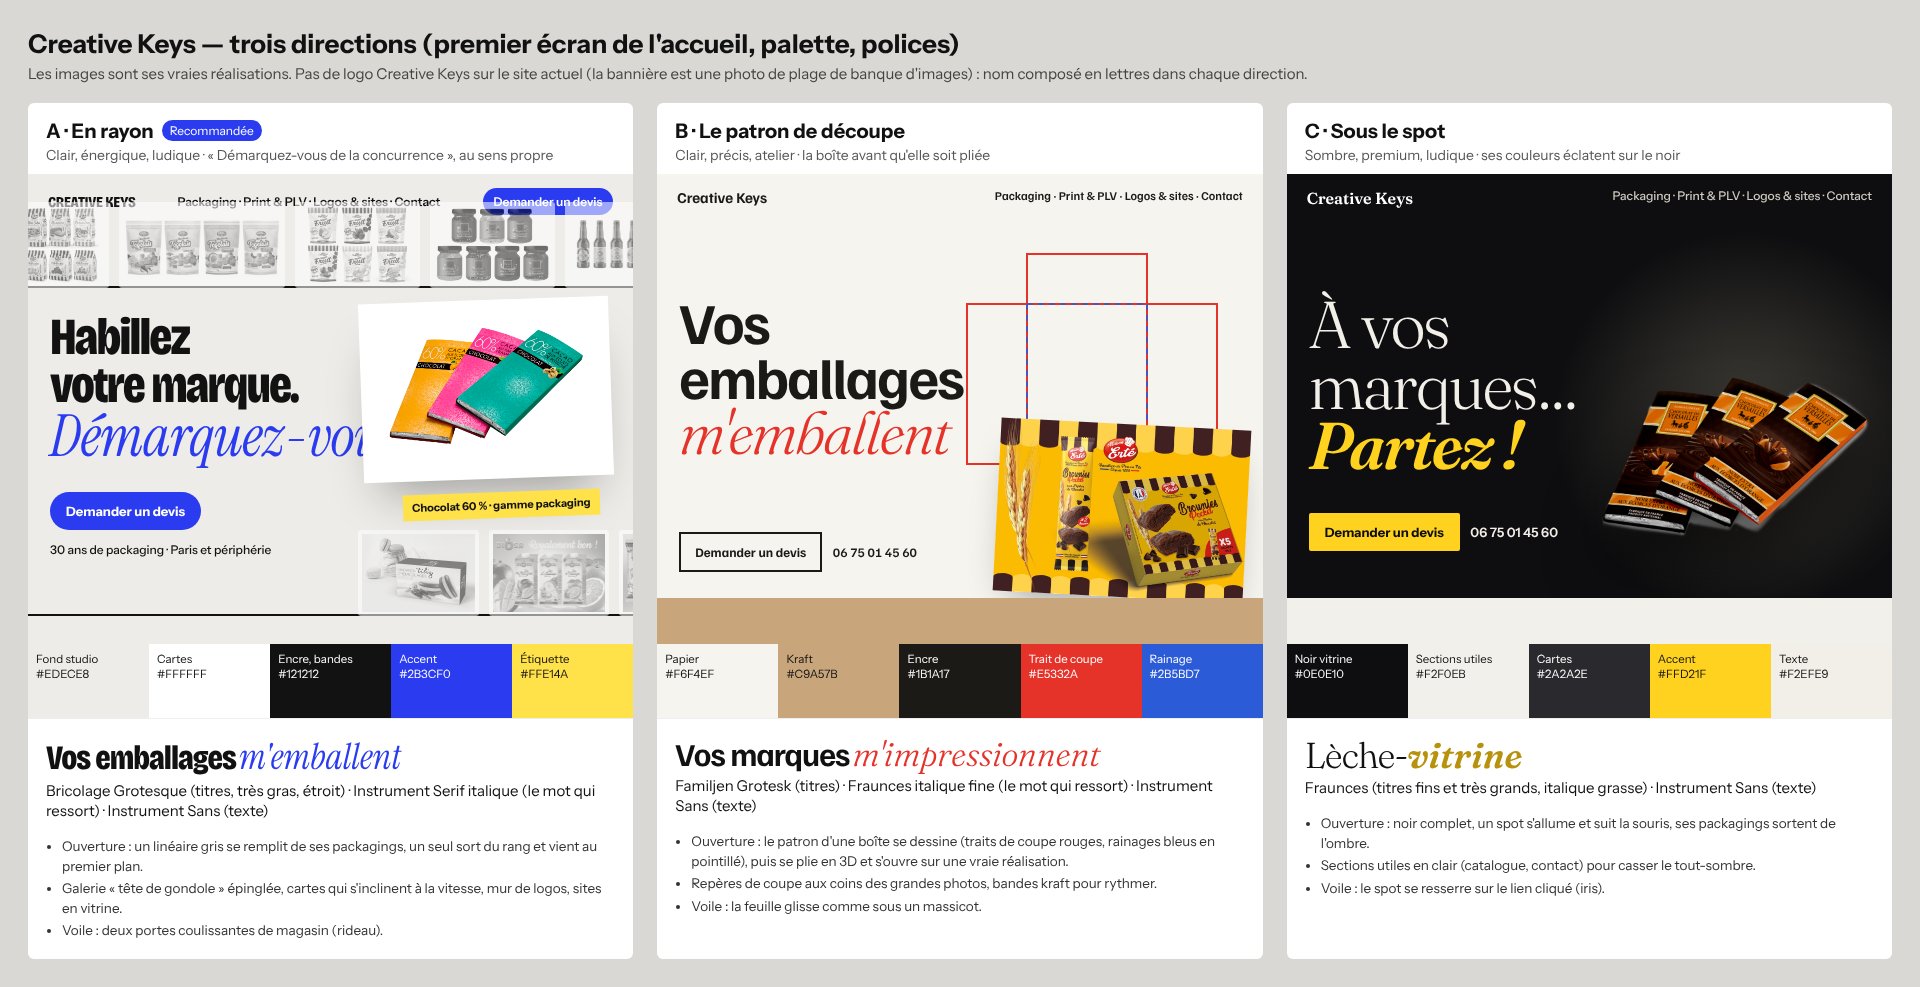 Creative Keys — trois directions (premier écran de l'accueil, palette, polices)
Les images sont ses vraies réalisations. Pas de logo Creative Keys sur le site actuel (la bannière est une photo de plage de banque d'images) : nom composé en lettres dans chaque direction.
A · En rayon
Recommandée
Clair, énergique, ludique · « Démarquez-vous de la concurrence », au sens propre
CREATIVE KEYS
Packaging · Print & PLV · Logos & sites · Contact
Demander un devis
Habillez
votre marque.
Démarquez-vou
60%
60%
60%
CHOCOLAT
CHOCOLAT
CHOCOLAT
Chocolat 60 % · gamme packaging
Demander un devis
30 ans de packaging · Paris et périphérie
Royalement bon !
Fond studio
#EDECE8
Cartes
#FFFFFF
Encre, bandes
#121212
Accent
#2B3CF0
Étiquette
#FFE14A
Vos emballages m'emballent
Bricolage Grotesque (titres, très gras, étroit) · Instrument Serif italique (le mot qui
ressort) · Instrument Sans (texte)
• Ouverture : un linéaire gris se remplit de ses packagings, un seul sort du rang et vient au
premier plan.
• Galerie « tête de gondole » épinglée, cartes qui s'inclinent à la vitesse, mur de logos, sites
en vitrine.
• Voile : deux portes coulissantes de magasin (rideau).
B · Le patron de découpe
Clair, précis, atelier · la boîte avant qu'elle soit pliée
Creative Keys
Packaging · Print & PLV · Logos & sites · Contact
Vos
emballages
m'emballent
Erté
Erté
Brownies
Brownies
Pocket
X5
Demander un devis
06 75 01 45 60
Papier
#F6F4EF
Kraft
#C9A57B
Encre
#1B1A17
Trait de coupe
#E5332A
Rainage
#2B5BD7
Vos marques m'impressionnent
Familjen Grotesk (titres) · Fraunces italique fine (le mot qui ressort) · Instrument
Sans (texte)
• Ouverture : le patron d'une boîte se dessine (traits de coupe rouges, rainages bleus en
pointillé), puis se plie en 3D et s'ouvre sur une vraie réalisation.
• Repères de coupe aux coins des grandes photos, bandes kraft pour rythmer.
• Voile : la feuille glisse comme sous un massicot.
C · Sous le spot
Sombre, premium, ludique · ses couleurs éclatent sur le noir
Creative Keys
Packaging · Print & PLV · Logos & sites · Contact
À vos
marques...
Partez !
VERSAILLES
VERSAILLES
VERSAILLES
Demander un devis
06 75 01 45 60
Noir vitrine
#0E0E10
Sections utiles
#F2F0EB
Cartes
#2A2A2E
Accent
#FFD21F
Texte
#F2EFE9
Lèche-vitrine
Fraunces (titres fins et très grands, italique grasse) · Instrument Sans (texte)
• Ouverture : noir complet, un spot s'allume et suit la souris, ses packagings sortent de
l'ombre.
• Sections utiles en clair (catalogue, contact) pour casser le tout-sombre.
• Voile : le spot se resserre sur le lien cliqué (iris).